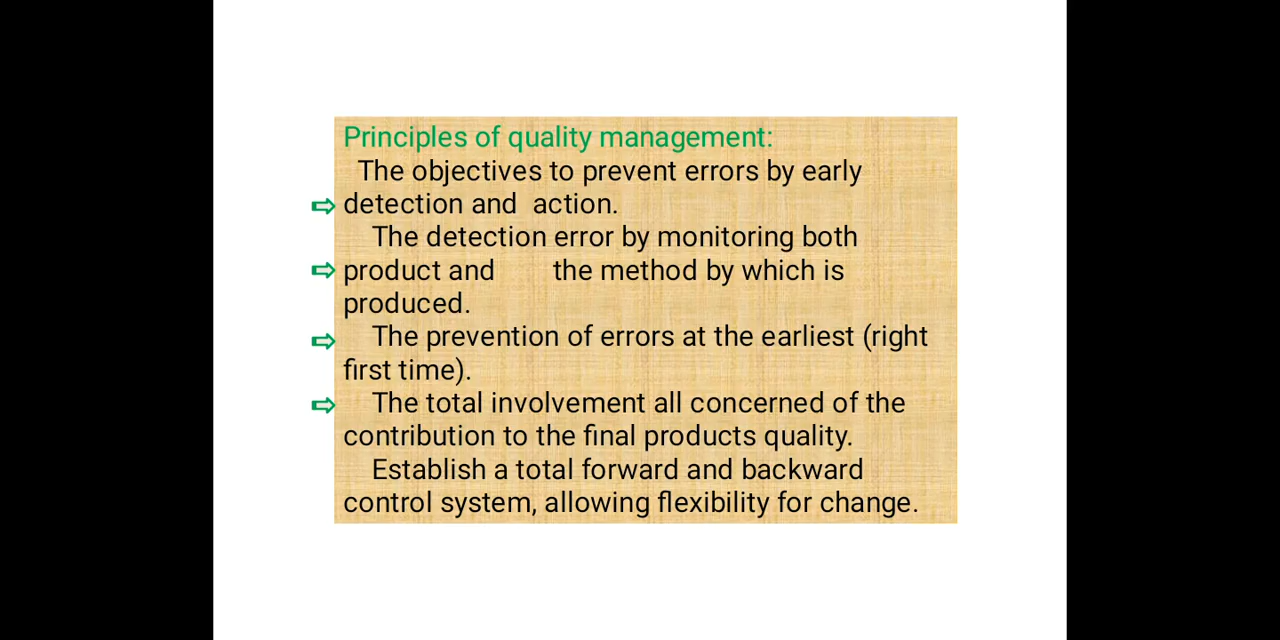 Principles of quality management:
The objectives to prevent errors by early
detection and action.
The detection error by monitoring both
product and the method by which is
produced.
The prevention of errors at the earliest (right
first time).
The total involvement all concerned of the
contribution to the final products quality.
Establish a total forward and backward
control system, allowing flexibility for change.